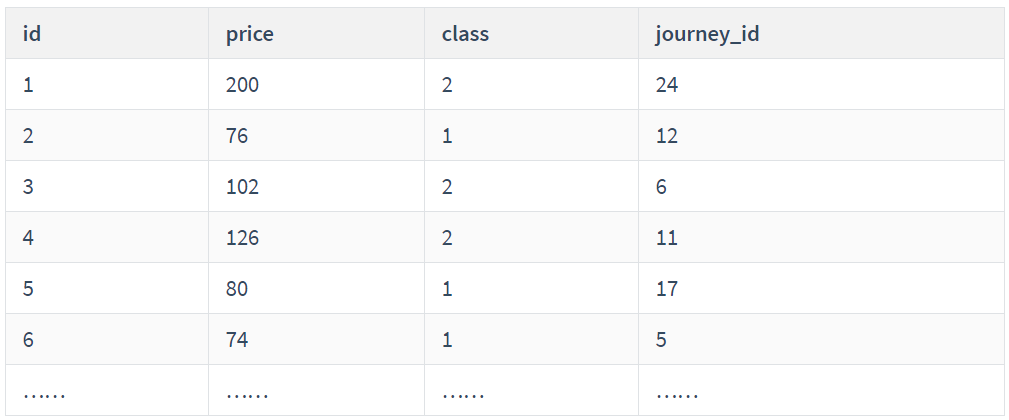 id price class journey_id
1 200 2 24
2 76 1 12
3 102 2 6
4 126 2 11
5 80 1 17
6 74 1 5
…… …… …… ……